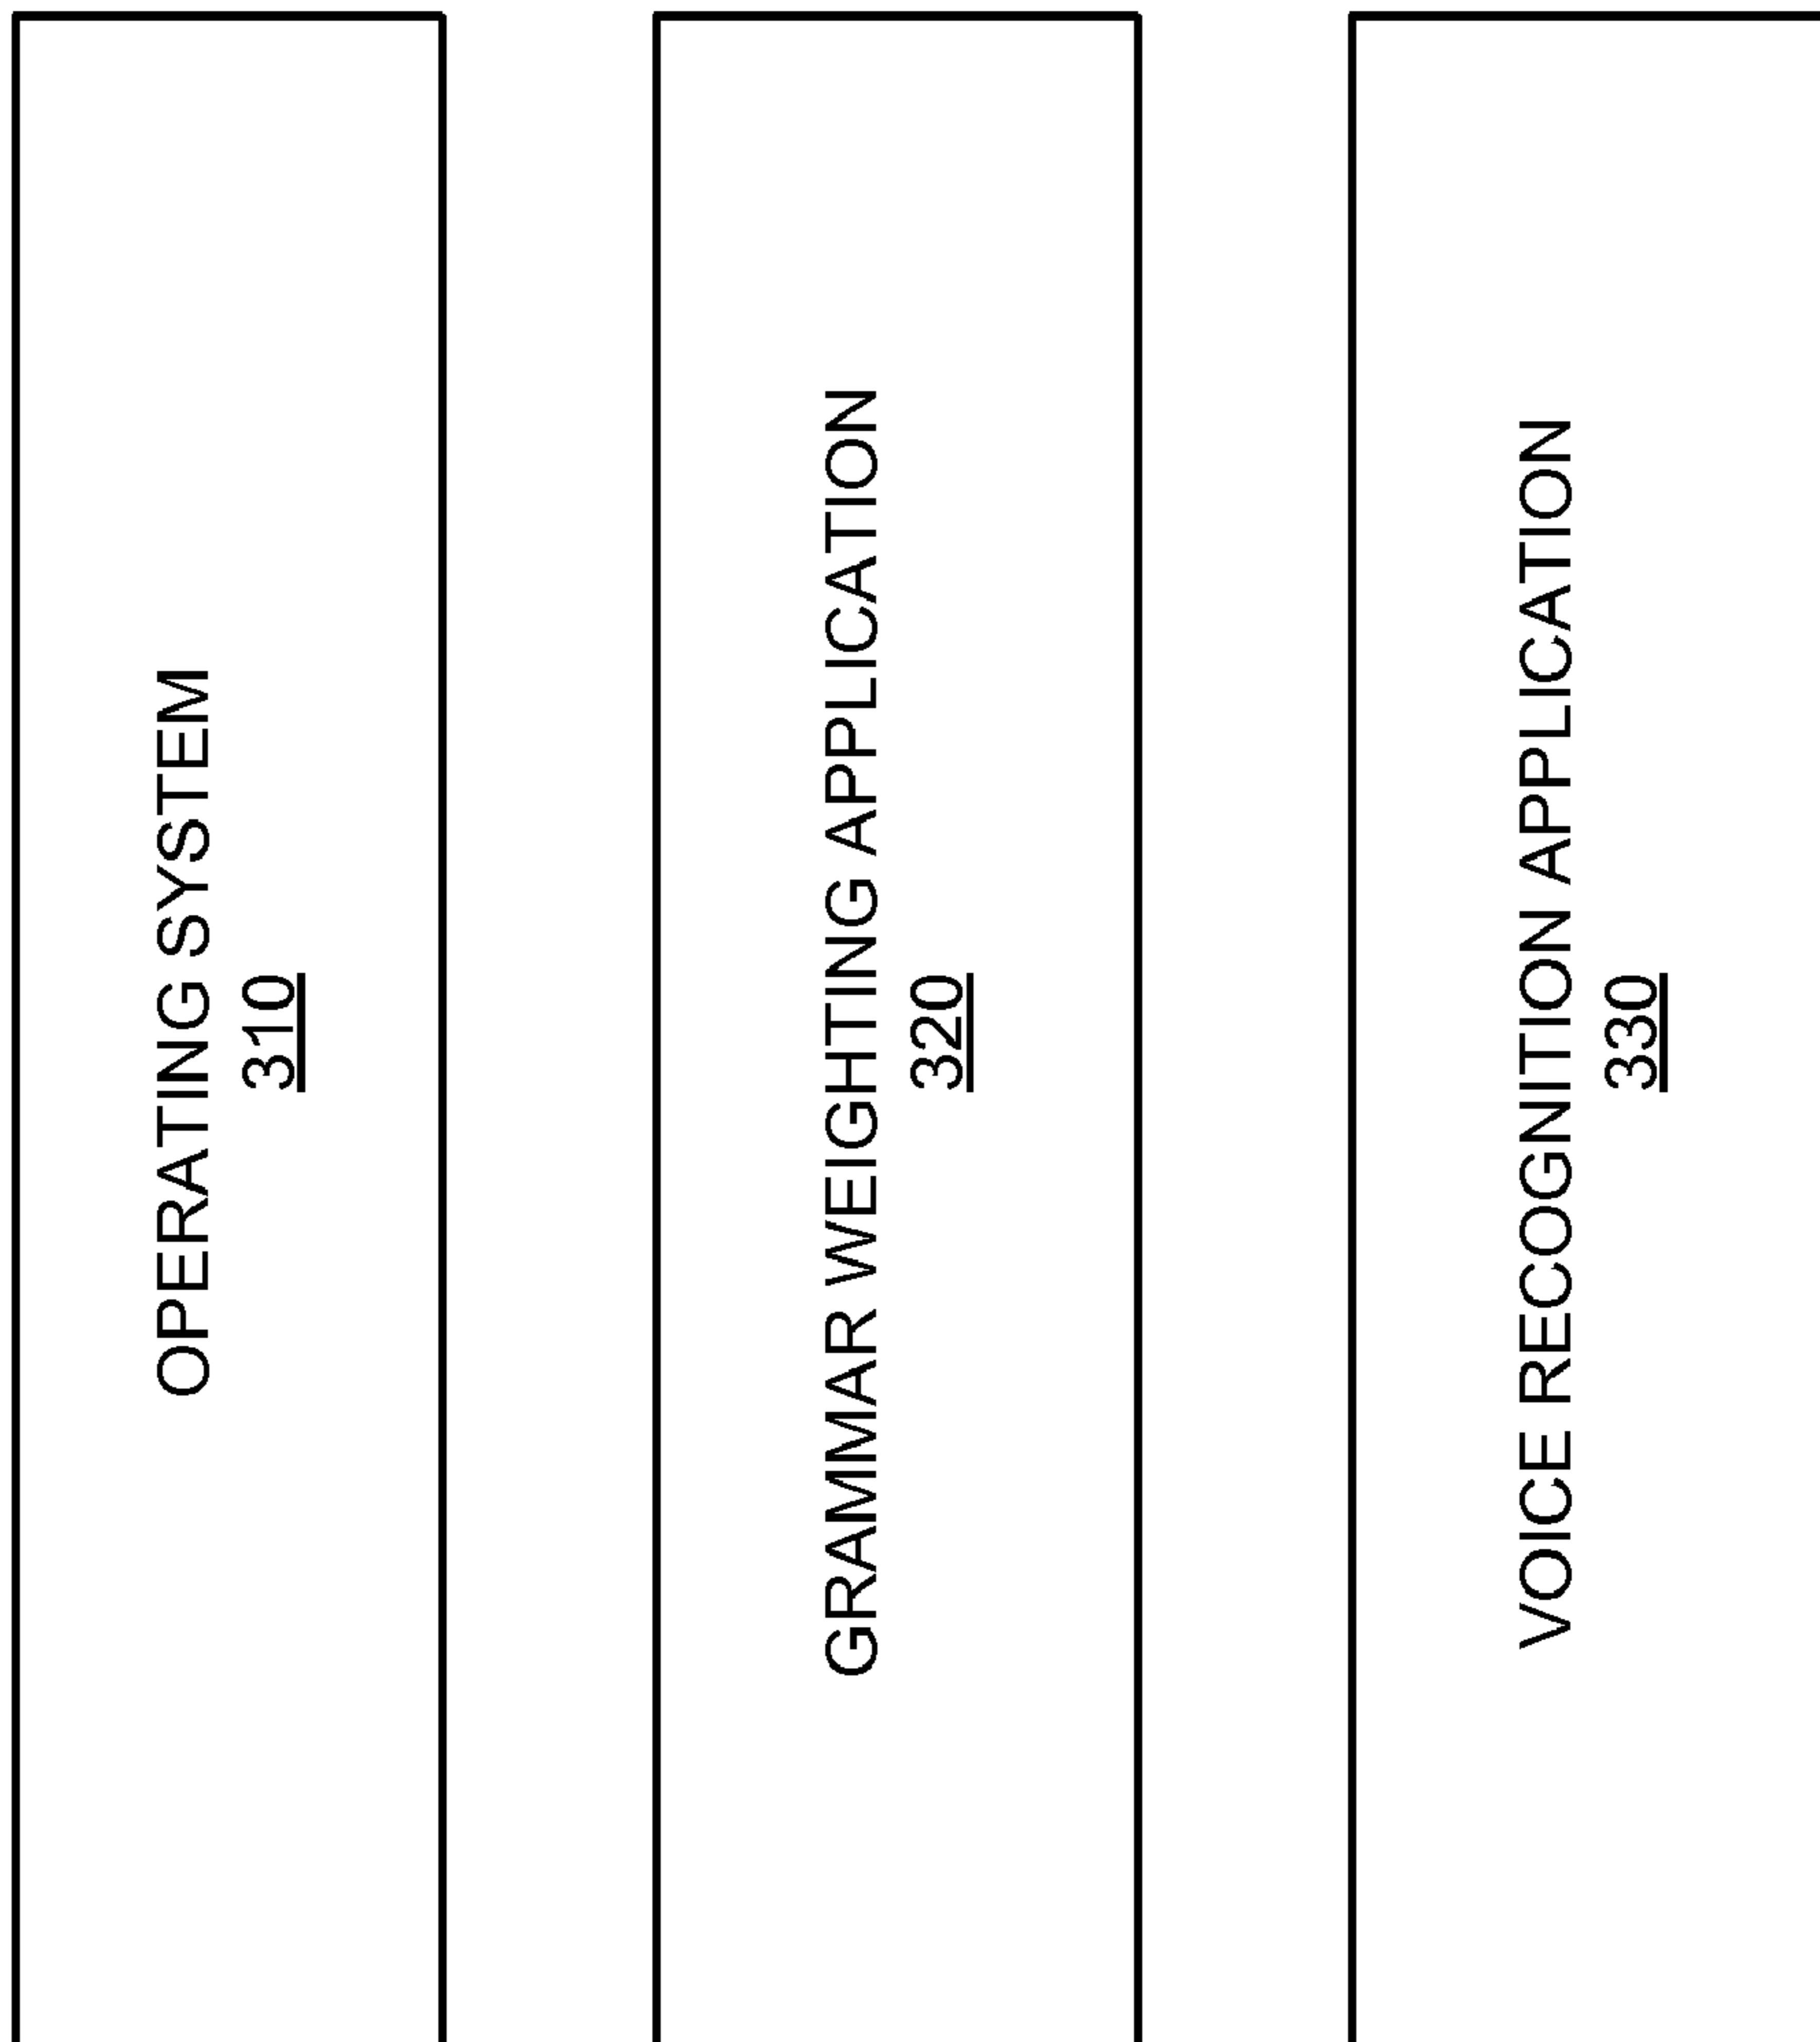 OPERATING SYSTEM
310
GRAMMAR WEIGHTING APPLICATION
320
VOICE RECOGNITION APPLICATION
330